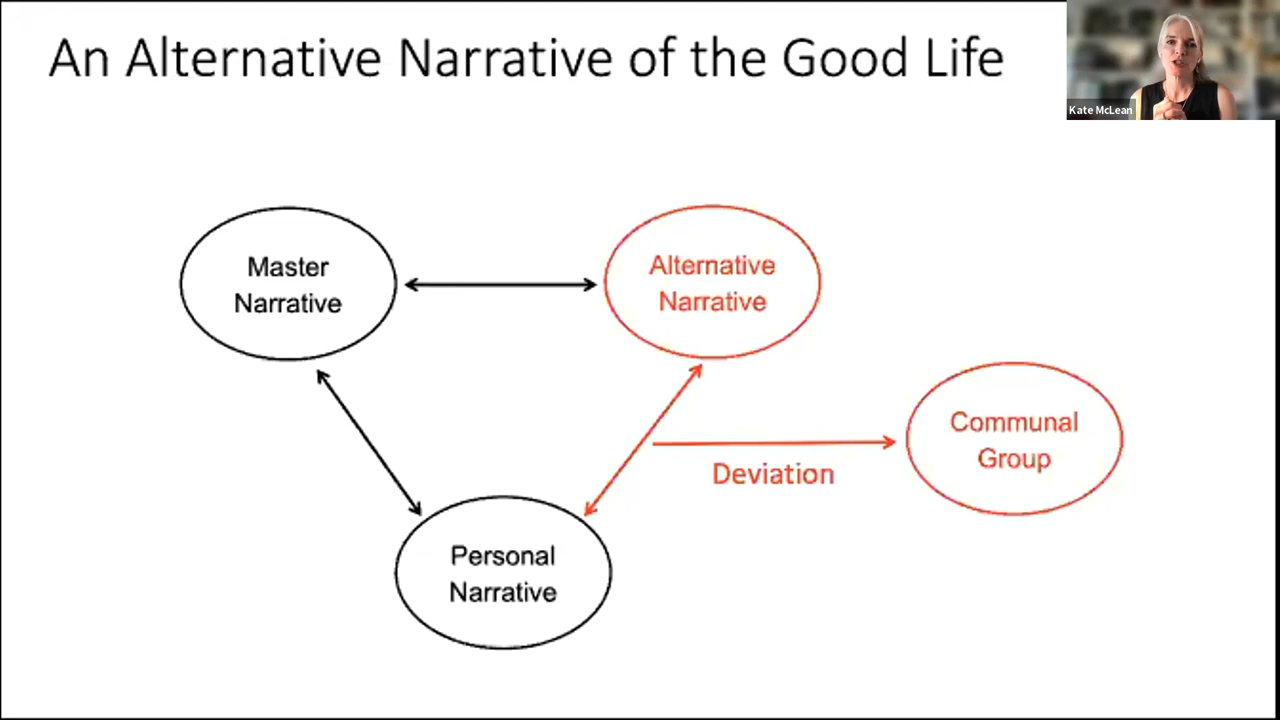 An Alternative Narrative of the Good Life
Kate McLean
Master
Narrative
Alternative
Narrative
Communal
Group
Deviation
Personal
Narrative